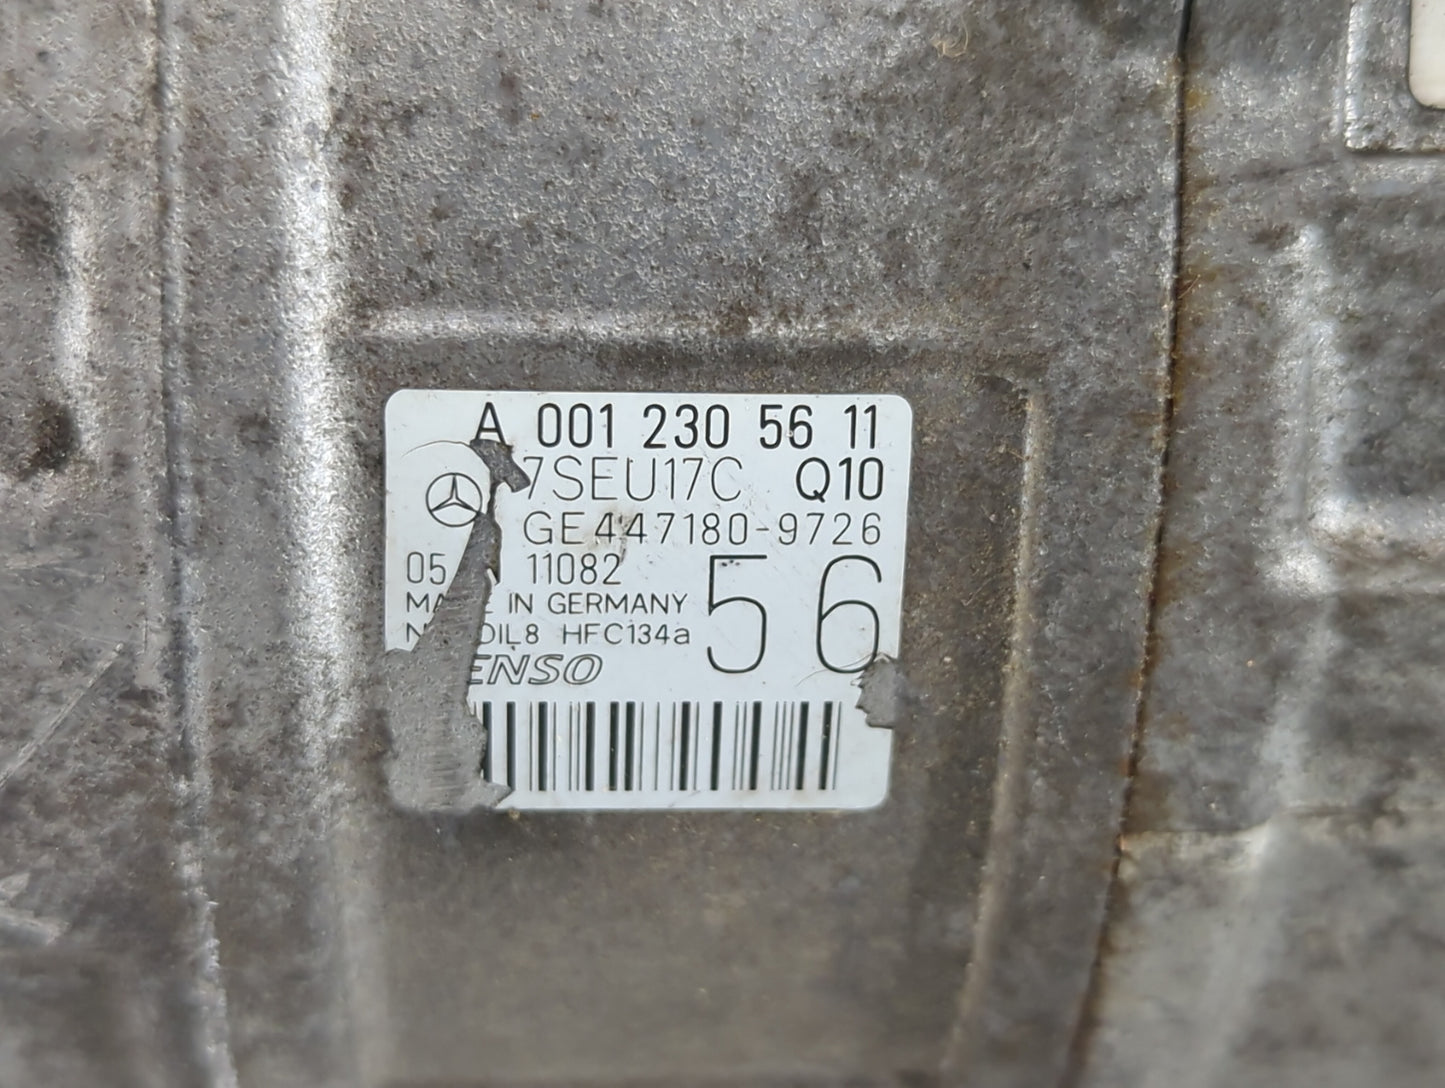 A 001 230 56 11
7SEU17C Q10
GE447180-9726
05 11082
IN GERMANY
OIL8 HFC134a
56
ENSO